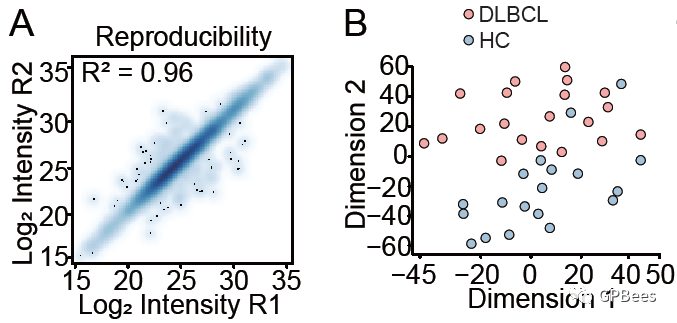 A
Reproducibility
R² = 0.96
Log₂ Intensity R2
35
30
25
20
15
15 20 25 30 35
Log₂ Intensity R1
B
DLBCL
HC
Dimension 2
60
40
20
0
−20
−40
−60
−45 −20 0 20 40 50
Dimension 1
GPBees